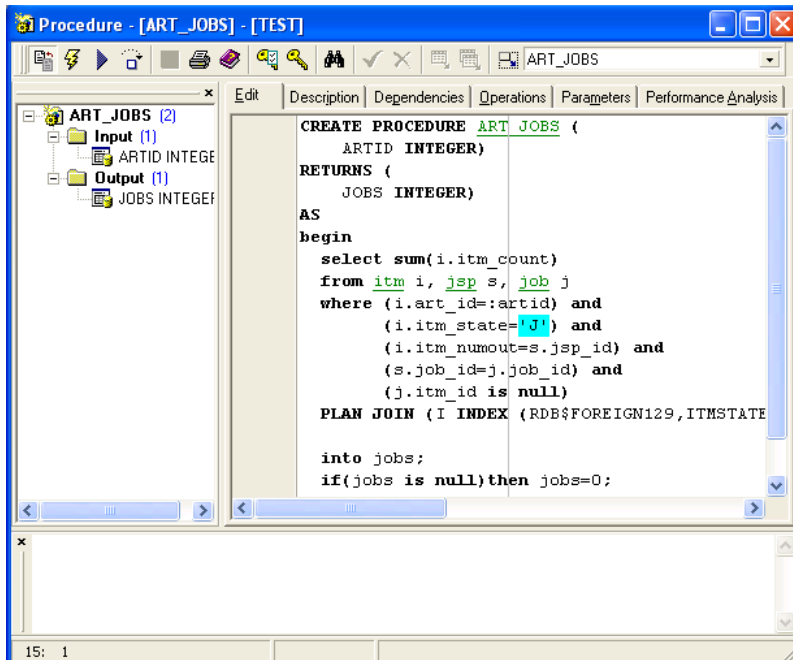 Procedure - [ART_JOBS] - [TEST]
ART_JOBS
ART_JOBS (2)
Input (1)
ARTID INTEGE
Output (1)
JOBS INTEGER
Edit Description Dependencies Operations Parameters Performance Analysis
CREATE PROCEDURE ART_JOBS (
ARTID INTEGER)
RETURNS (
JOBS INTEGER)
AS
begin
select sum(i.itm_count)
from itm i, jsp s, job j
where (i.art_id=:artid) and
(i.itm_state='J') and
(i.itm_numout=s.jsp_id) and
(s.job_id=j.job_id) and
(j.itm_id is null)
PLAN JOIN (I INDEX (RDB$FOREIGN129,ITMSTATE
into jobs;
if(jobs is null)then jobs=0;
15: 1